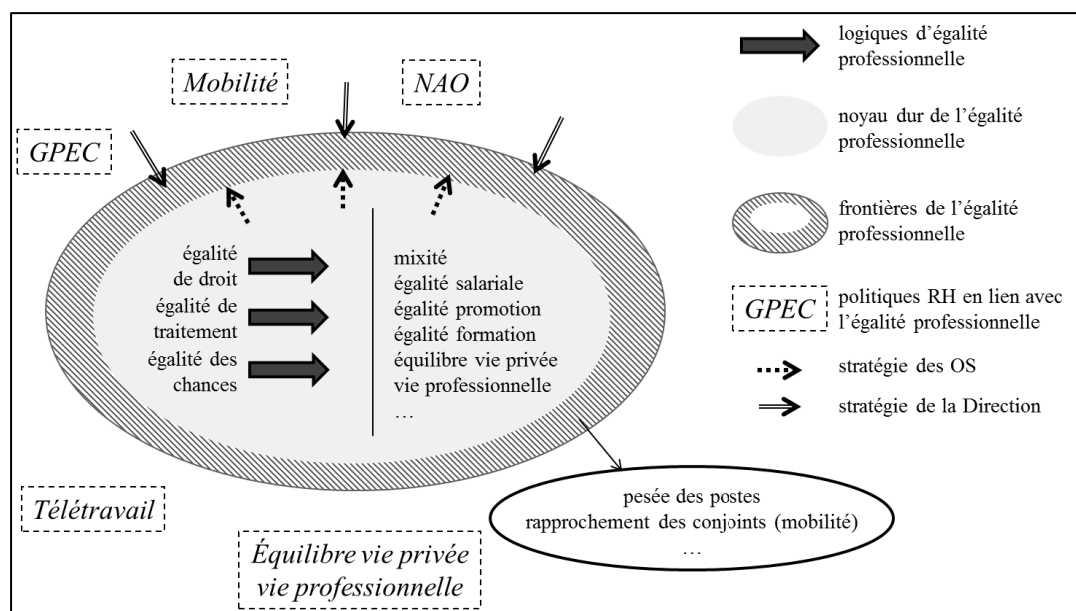 Mobilité
NAO
GPEC
égalité
de droit
égalité de
traitement
égalité des
chances
mixité
égalité salariale
égalité promotion
égalité formation
équilibre vie privée
vie professionnelle
…
Télétravail
Équilibre vie privée
vie professionnelle
pesée des postes
rapprochement des conjoints (mobilité)
…
logiques d’égalité
professionnelle
noyau dur de l’égalité
professionnelle
frontières de l’égalité
professionnelle
GPEC
politiques RH en lien avec
l’égalité professionnelle
stratégie des OS
stratégie de la Direction